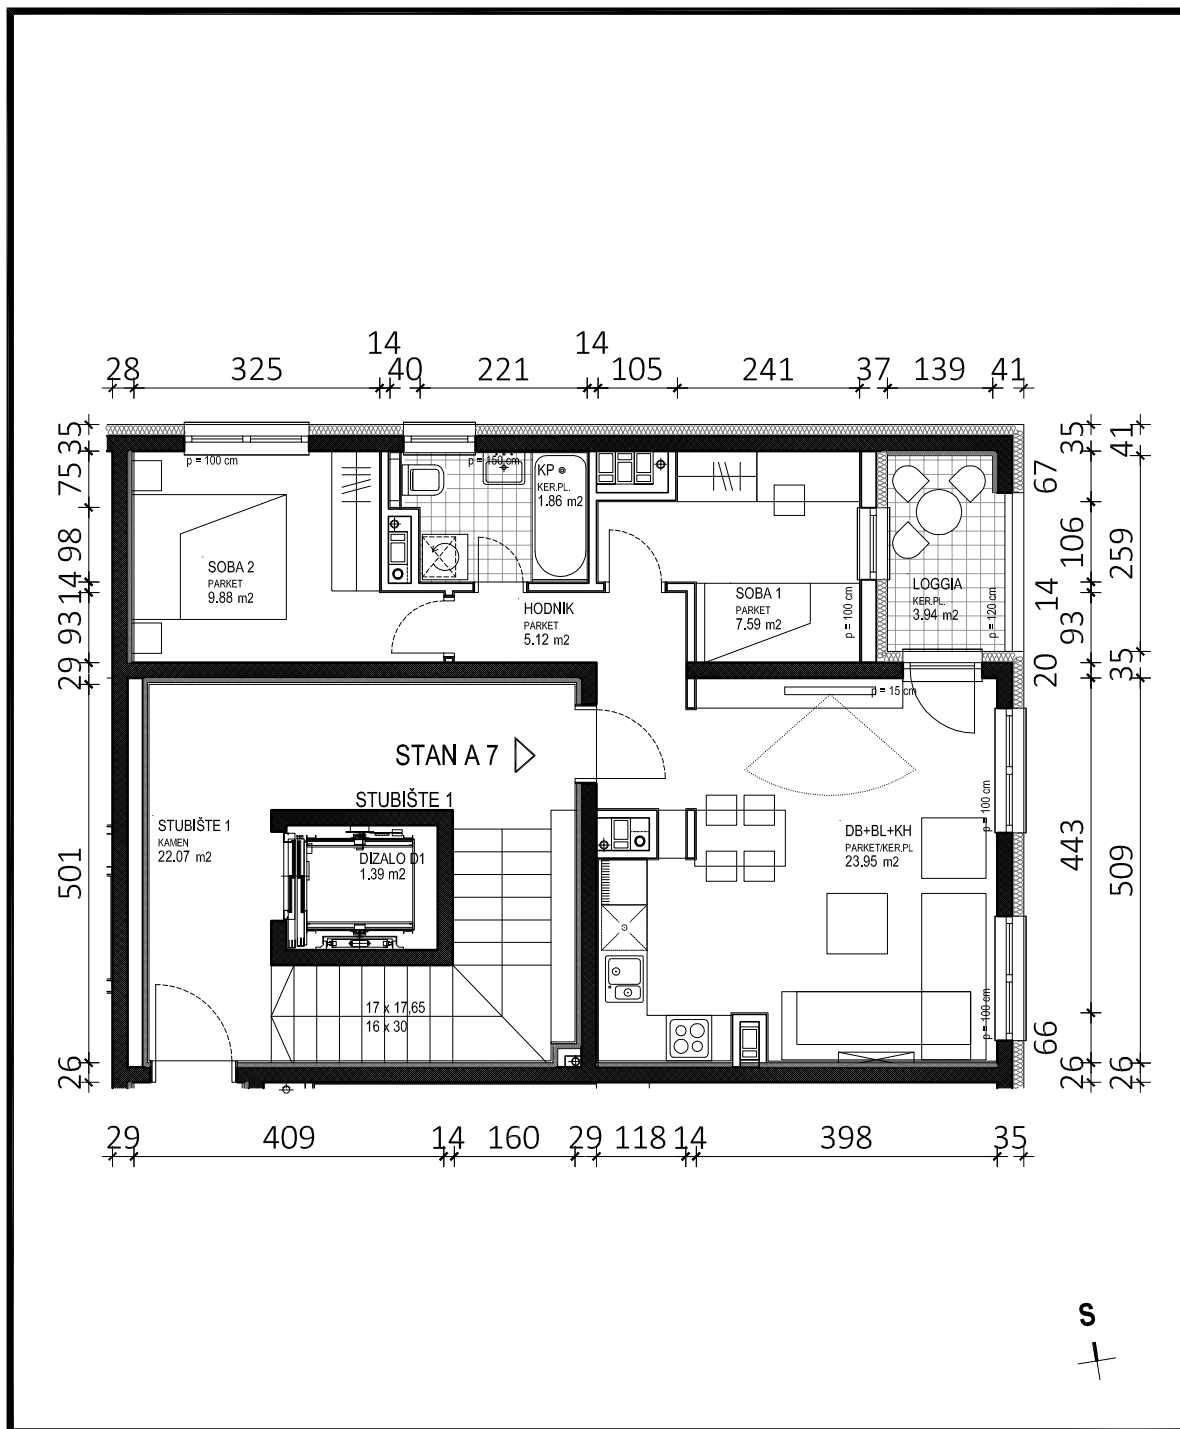 14 14
28 325 40 221 105 241 37 139 41
35 75 98 14 93 29 501 26
35 67 106 14 93 20 443 66 26
41 259 35 509 26
p = 100 cm
p = 150 cm
KP
KER.PL.
1.86 m2
SOBA 2
PARKET
9.88 m2
HODNIK
PARKET
5.12 m2
SOBA 1
PARKET
7.59 m2
p = 100 cm
LOGGIA
KER.PL.
3.94 m2
p = 120 cm
p = 15 cm
STAN A 7
STUBIŠTE 1
STUBIŠTE 1
KAMEN
22.07 m2
DIZALO D1
1.39 m2
DB+BL+KH
PARKET/KER.PL
23.95 m2
p = 100 cm
p = 100 cm
17 x 17,65
16 x 30
29 409 14 160 29 118 14 398 35
S